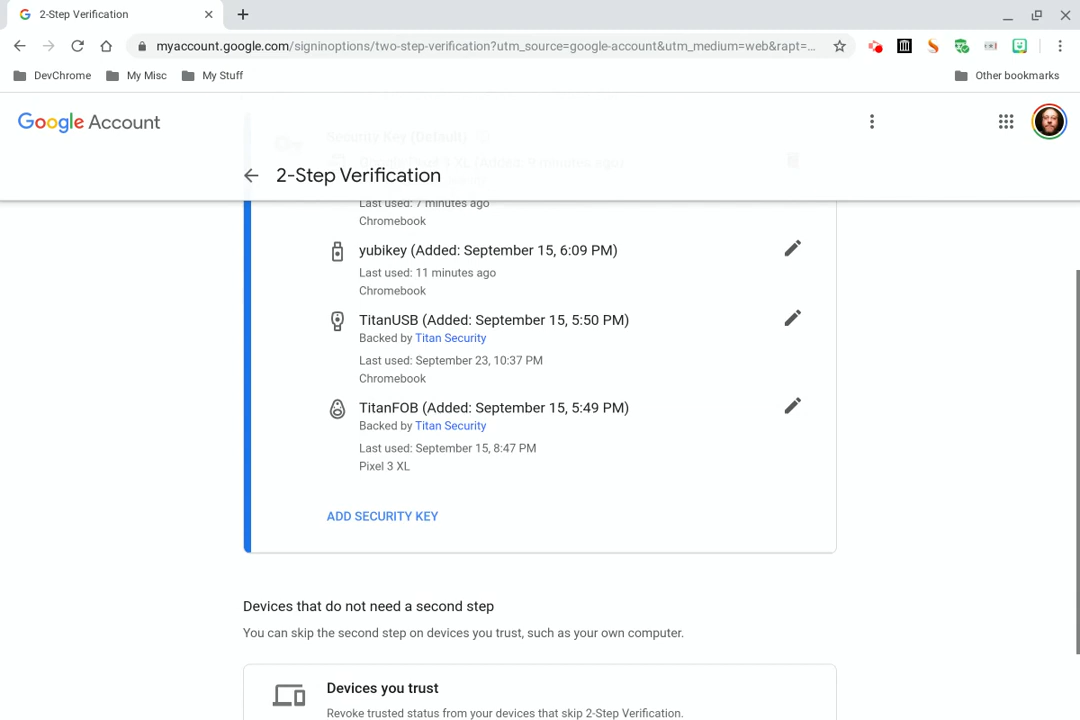 2-Step Verification
myaccount.google.com/signinoptions/two-step-verification?utm_source=google-account&utm_medium=web&rapt=...
DevChrome
My Misc
My Stuff
Other bookmarks
Google Account
Security Key (Default)
2-Step Verification
Last used: 7 minutes ago
Chromebook
yubikey (Added: September 15, 6:09 PM)
Last used: 11 minutes ago
Chromebook
TitanUSB (Added: September 15, 5:50 PM)
Backed by Titan Security
Last used: September 23, 10:37 PM
Chromebook
TitanFOB (Added: September 15, 5:49 PM)
Backed by Titan Security
Last used: September 15, 8:47 PM
Pixel 3 XL
ADD SECURITY KEY
Devices that do not need a second step
You can skip the second step on devices you trust, such as your own computer.
Devices you trust
Revoke trusted status from your devices that skip 2-Step Verification.